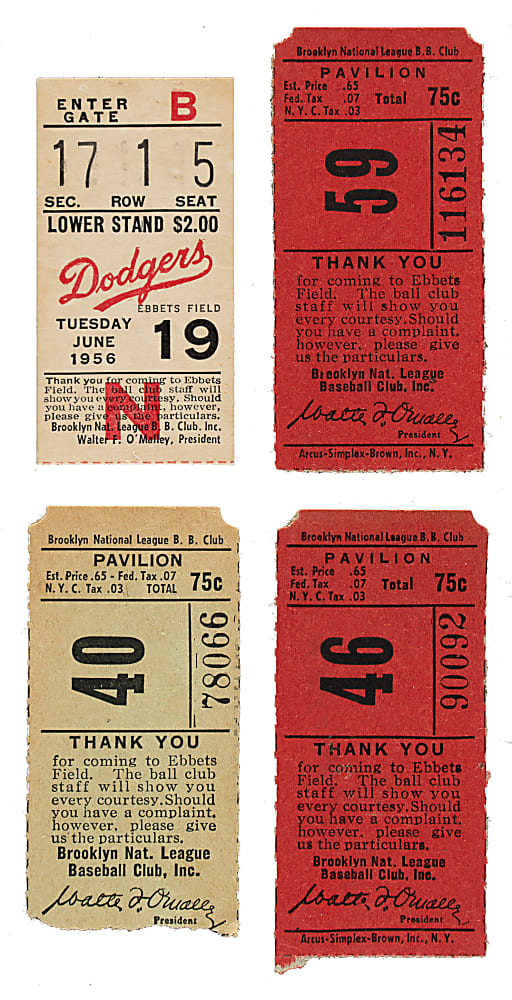 ENTER
GATE B
17 1 5
SEC. ROW SEAT
LOWER STAND $2.00
Dodgers
EBBETS FIELD
TUESDAY
JUNE 19
1956
N
Thank you for coming to Ebbets
Field. The ball club staff will
show you every courtesy. Should
you have a complaint, however,
please give us the particulars.
Brooklyn Nat. League B. B. Club. Inc.
Walter F. O'Malley, President
Brooklyn National League B. B. Club
PAVILION
Est. Price .65
Fed. Tax .07 Total 75c
N. Y. C. Tax .03
59
116134
THANK YOU
for coming to Ebbets
Field. The ball club
staff will show you
every courtesy. Should
you have a complaint,
however, please give
us the particulars.
Brooklyn Nat. League
Baseball Club, Inc.
Walter F. O'Malley
President
Arcus-Simplex-Brown, Inc., N. Y.
Brooklyn National League B. B. Club
PAVILION
Est. Price .65 - Fed. Tax .07
N. Y. C. Tax .03 TOTAL 75c
40
78066
THANK YOU
for coming to Ebbets
Field. The ball club
staff will show you
every courtesy. Should
you have a complaint,
however, please give
us the particulars.
Brooklyn Nat. League
Baseball Club, Inc.
Walter F. O'Malley
President
Brooklyn National League B. B. Club
PAVILION
Est. Price .65
Fed. Tax .07 Total 75c
N. Y. C. Tax .03
46
90092
THANK YOU
for coming to Ebbets
Field. The ball club
staff will show you
every courtesy. Should
you have a complaint,
however, please give
us the particulars.
Brooklyn Nat. League
Baseball Club, Inc.
Walter F. O'Malley
President
Arcus-Simplex-Brown, Inc., N. Y.